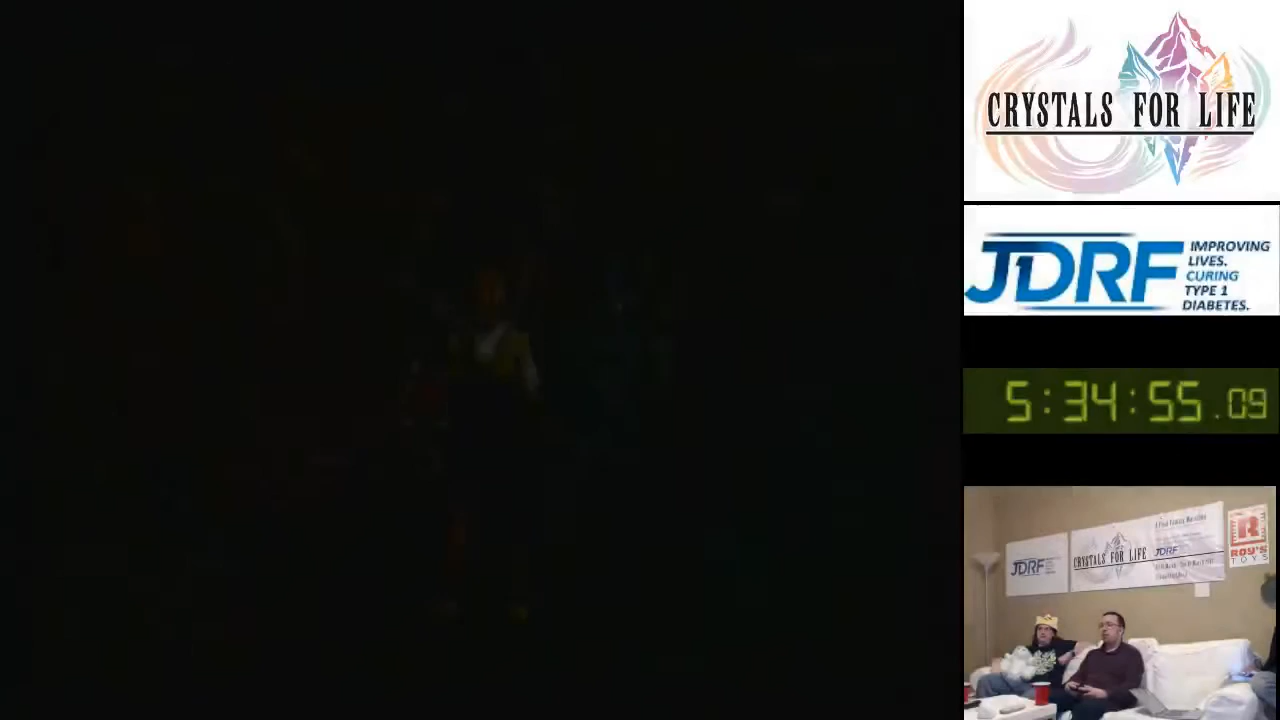 CRYSTALS FOR LIFE
JDRF
IMPROVING
LIVES.
CURING
TYPE 1
DIABETES.
5:34:55.09
JDRF
CRYSTALS FOR LIFE
JDRF
R
ROY'S
TOYS